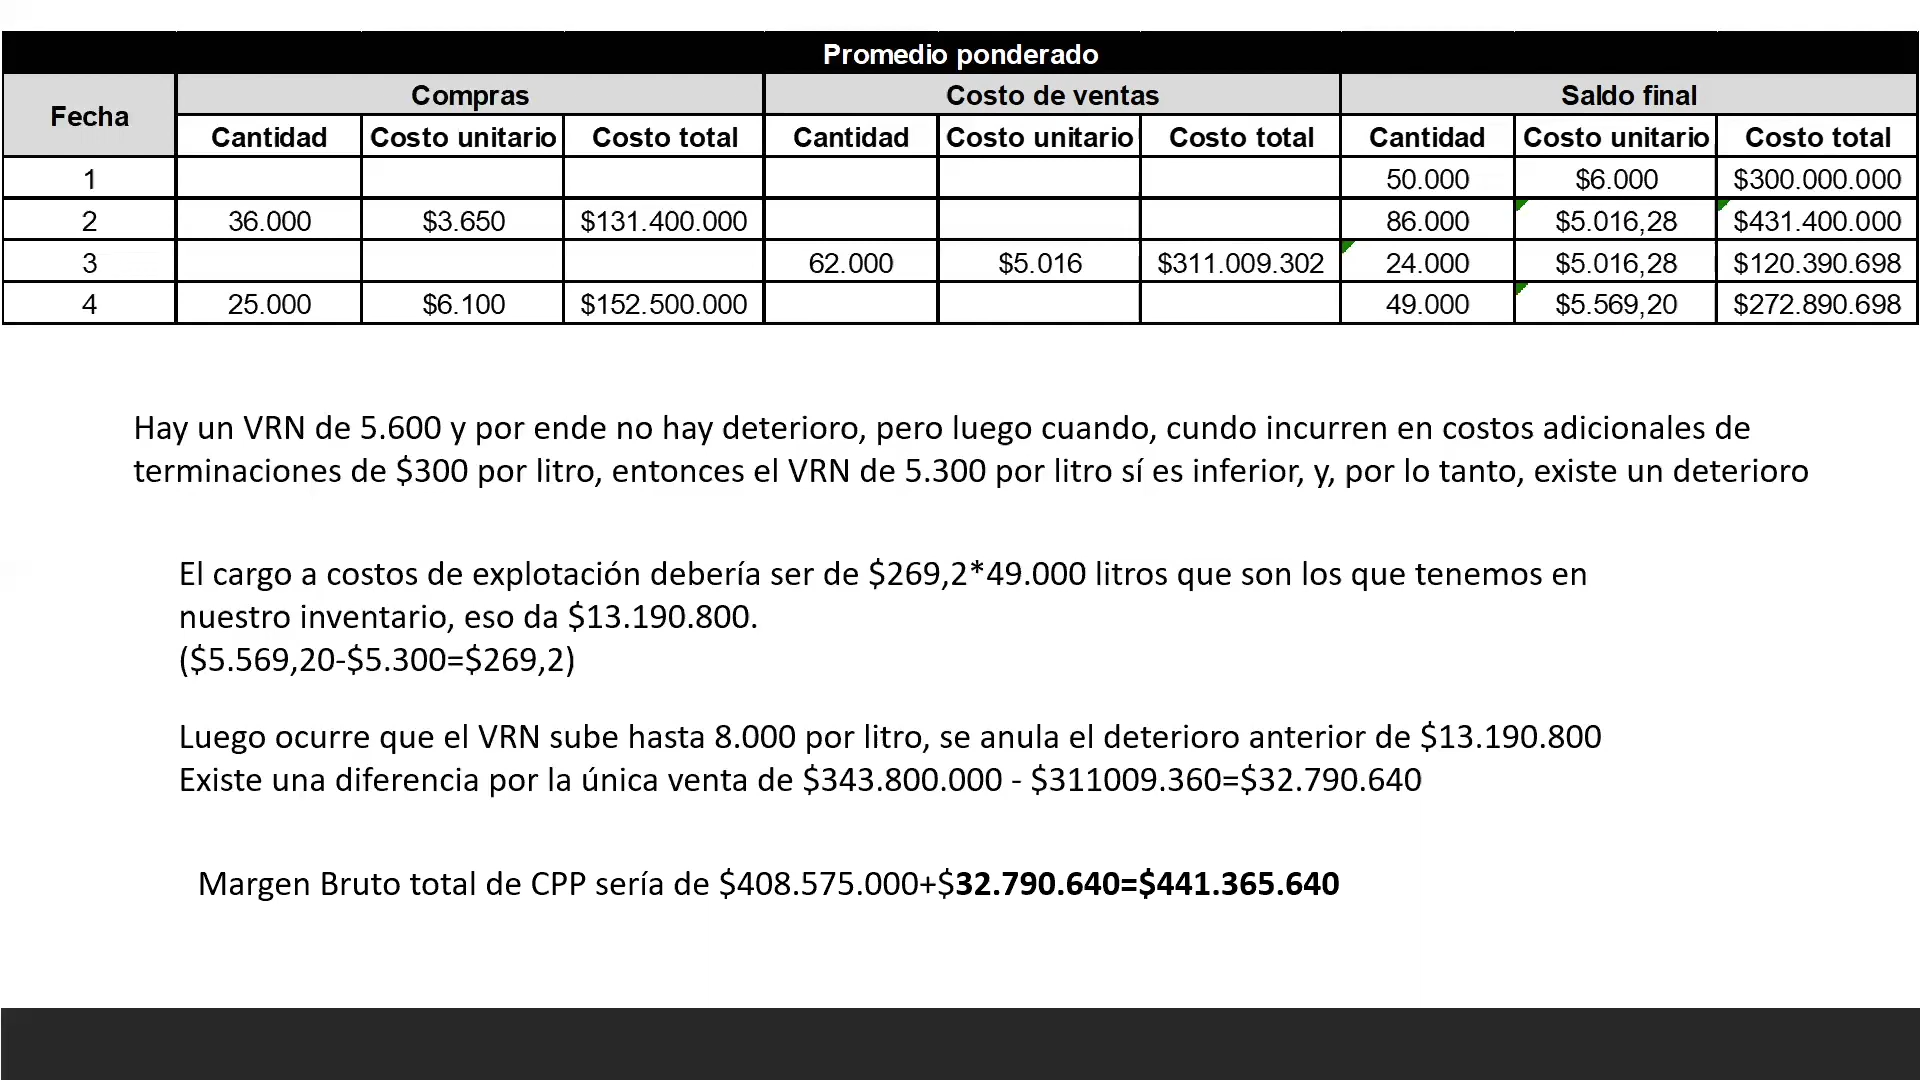 Promedio ponderado
Fecha Compras Costo de ventas Saldo final
Cantidad Costo unitario Costo total Cantidad Costo unitario Costo total Cantidad Costo unitario Costo total
1 50.000 $6.000 $300.000.000
2 36.000 $3.650 $131.400.000 86.000 $5.016,28 $431.400.000
3 62.000 $5.016 $311.009.302 24.000 $5.016,28 $120.390.698
4 25.000 $6.100 $152.500.000 49.000 $5.569,20 $272.890.698
Hay un VRN de 5.600 y por ende no hay deterioro, pero luego cuando, cundo incurren en costos adicionales de
terminaciones de $300 por litro, entonces el VRN de 5.300 por litro sí es inferior, y, por lo tanto, existe un deterioro
El cargo a costos de explotación debería ser de $269,2*49.000 litros que son los que tenemos en
nuestro inventario, eso da $13.190.800.
($5.569,20-$5.300=$269,2)
Luego ocurre que el VRN sube hasta 8.000 por litro, se anula el deterioro anterior de $13.190.800
Existe una diferencia por la única venta de $343.800.000 - $311009.360=$32.790.640
Margen Bruto total de CPP sería de $408.575.000+$32.790.640=$441.365.640